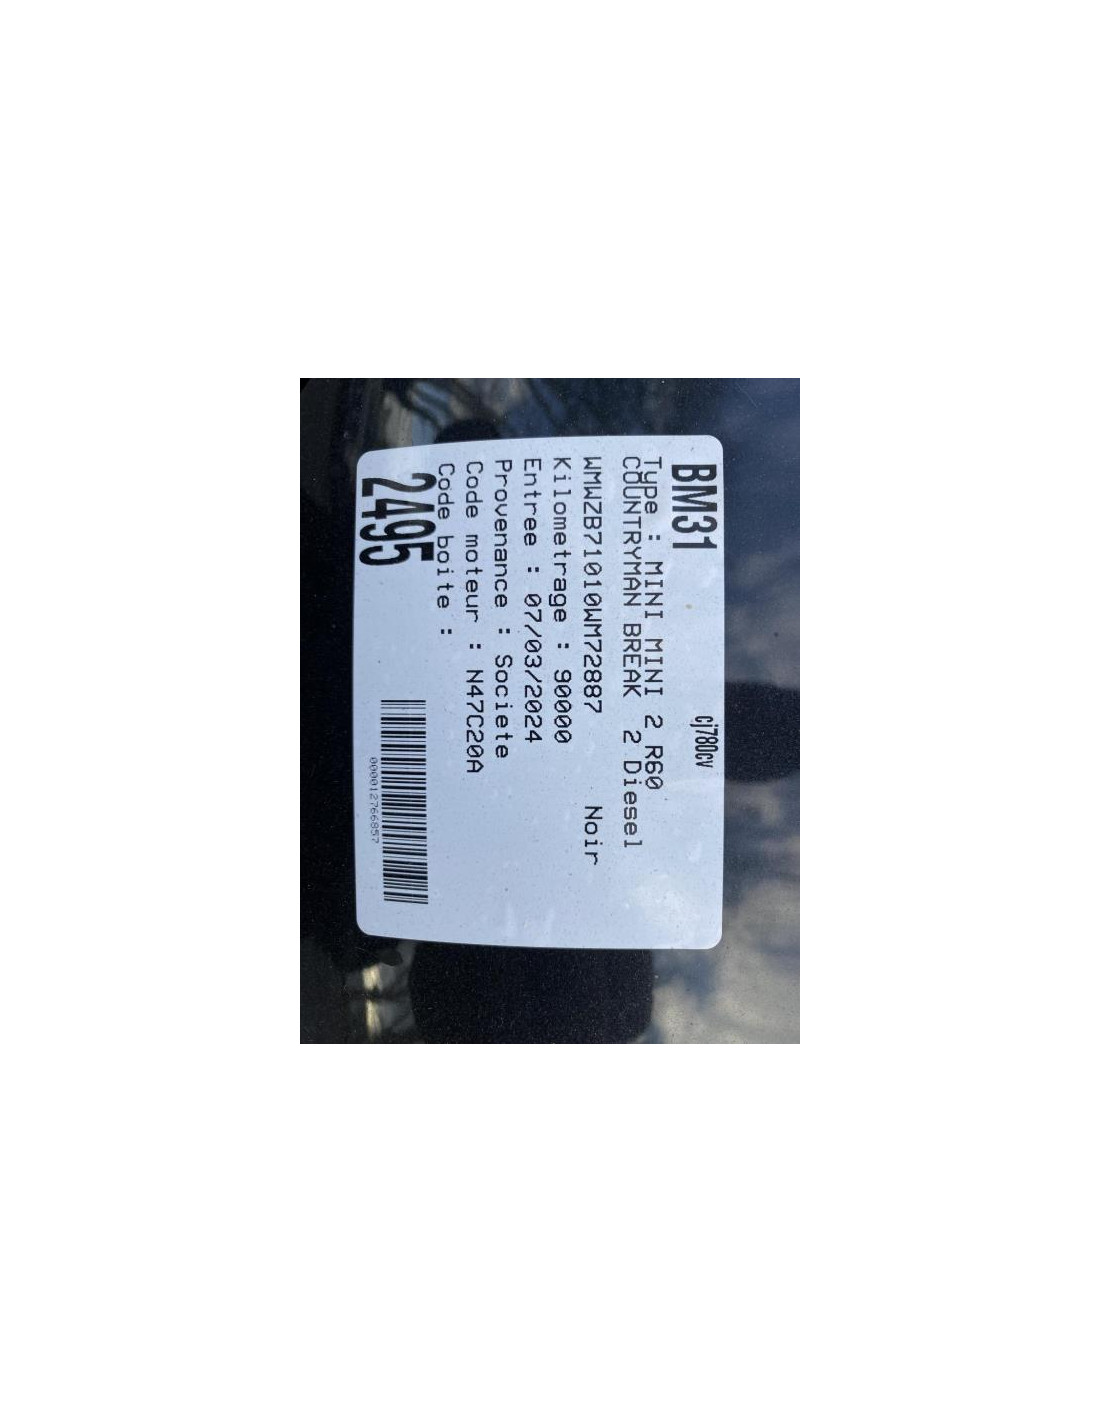 BM31 cj780cv
Type : MINI MINI 2 R60
COUNTRYMAN BREAK 2 Diesel
WMWZB71010WM72887 Noir
Kilometrage : 90000
Entree : 07/03/2024
Provenance : Societe
Code moteur : N47C20A
Code boite :
2495
000012766857